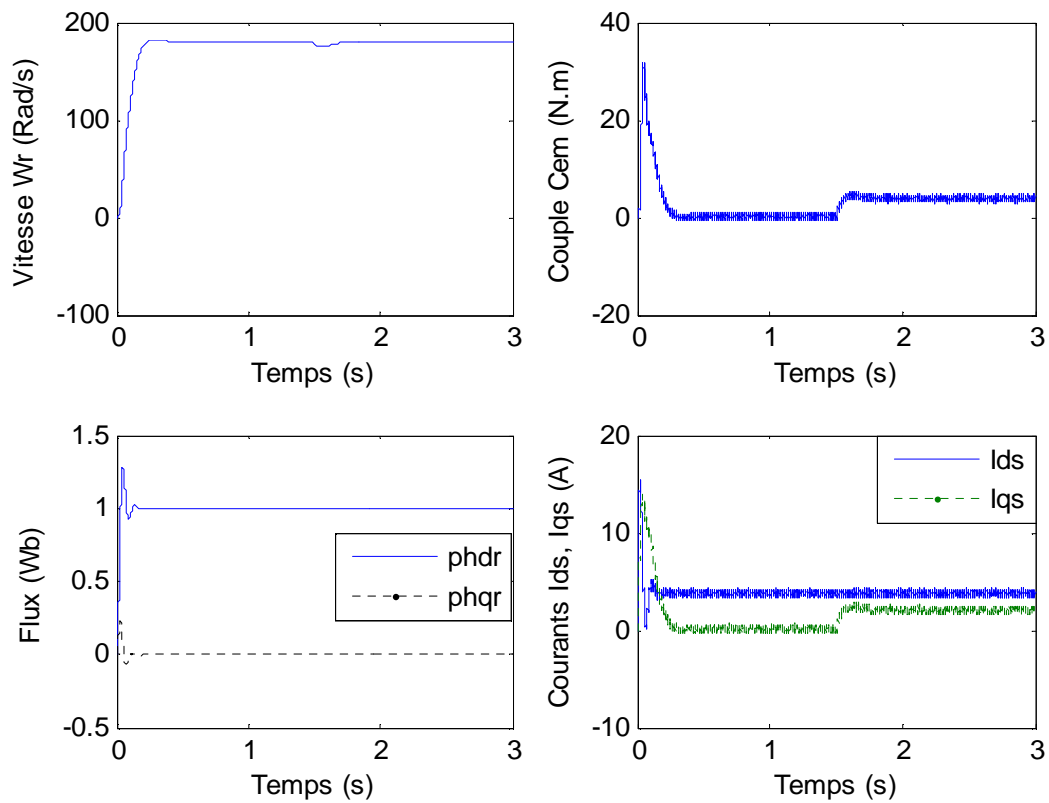 200
100
0
-100
Vitesse Wr (Rad/s)
0 1 2 3
Temps (s)
40
20
0
-20
Couple Cem (N.m)
0 1 2 3
Temps (s)
1.5
1
0.5
0
-0.5
Flux (Wb)
phdr
phqr
0 1 2 3
Temps (s)
20
10
0
-10
Courants Ids, Iqs (A)
Ids
Iqs
0 1 2 3
Temps (s)